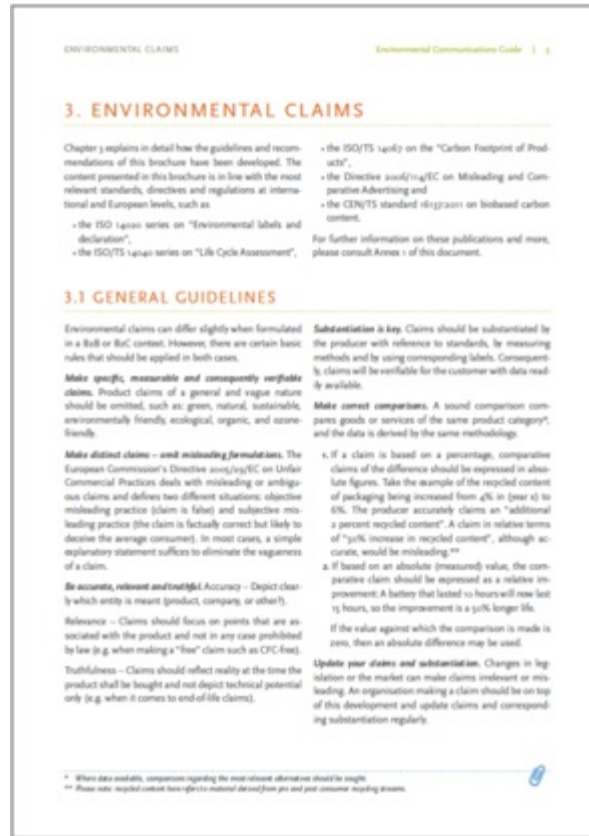 ENVIRONMENTAL CLAIMS
Environmental Communications Guide | 5
3. ENVIRONMENTAL CLAIMS
Chapter 3 explains in detail how the guidelines and recom-
mendations of this brochure have been developed. The
content presented in this brochure is in line with the most
relevant standards, directives and regulations at interna-
tional and European levels, such as
• the ISO 14020 series on "Environmental labels and
declaration",
• the ISO/TS 14040 series on "Life Cycle Assessment",
• the ISO/TS 14067 on the "Carbon Footprint of Prod-
ucts",
• the Directive 2006/114/EC on Misleading and Com-
parative Advertising and
• the CEN/TS standard 16137:2011 on biobased carbon
content.
For further information on these publications and more,
please consult Annex 1 of this document.
3.1 GENERAL GUIDELINES
Environmental claims can differ slightly when formulated
in a B2B or B2C context. However, there are certain basic
rules that should be applied in both cases.
Make specific, measurable and consequently verifiable
claims. Product claims of a general and vague nature
should be omitted, such as: green, natural, sustainable,
environmentally friendly, ecological, organic, and ozone-
friendly.
Make distinct claims – omit misleading formulations. The
European Commission's Directive 2005/29/EC on Unfair
Commercial Practices deals with misleading or ambigu-
ous claims and defines two different situations: objective
misleading practice (claim is false) and subjective mis-
leading practice (the claim is factually correct but likely to
deceive the average consumer). In most cases, a simple
explanatory statement suffices to eliminate the vagueness
of a claim.
Be accurate, relevant and truthful. Accuracy – Depict clear-
ly which entity is meant (product, company, or other?).
Relevance – Claims should focus on points that are as-
sociated with the product and not in any case prohibited
by law (e.g. when making a "free" claim such as CFC-free).
Truthfulness – Claims should reflect reality at the time the
product shall be bought and not depict technical potential
only (e.g. when it comes to end-of-life claims).
Substantiation is key. Claims should be substantiated by
the producer with reference to standards, by measuring
methods and by using corresponding labels. Consequent-
ly, claims will be verifiable for the customer with data read-
ily available.
Make correct comparisons. A sound comparison com-
pares goods or services of the same product category*,
and the data is derived by the same methodology.
1. If a claim is based on a percentage, comparative
claims of the difference should be expressed in abso-
lute figures. Take the example of the recycled content
of packaging being increased from 4% in (year x) to
6%. The producer accurately claims an "additional
2 percent recycled content". A claim in relative terms
of "50% increase in recycled content", although ac-
curate, would be misleading.**
2. If based on an absolute (measured) value, the com-
parative claim should be expressed as a relative im-
provement: A battery that lasted 10 hours will now last
15 hours, so the improvement is a 50% longer life.
If the value against which the comparison is made is
zero, then an absolute difference may be used.
Update your claims and substantiation. Changes in leg-
islation or the market can make claims irrelevant or mis-
leading. An organisation making a claim should be on top
of this development and update claims and correspond-
ing substantiation regularly.
* Where data available, comparisons regarding the most relevant alternatives should be sought.
** Please note: recycled content here refers to material derived from pre and post consumer recycling streams.